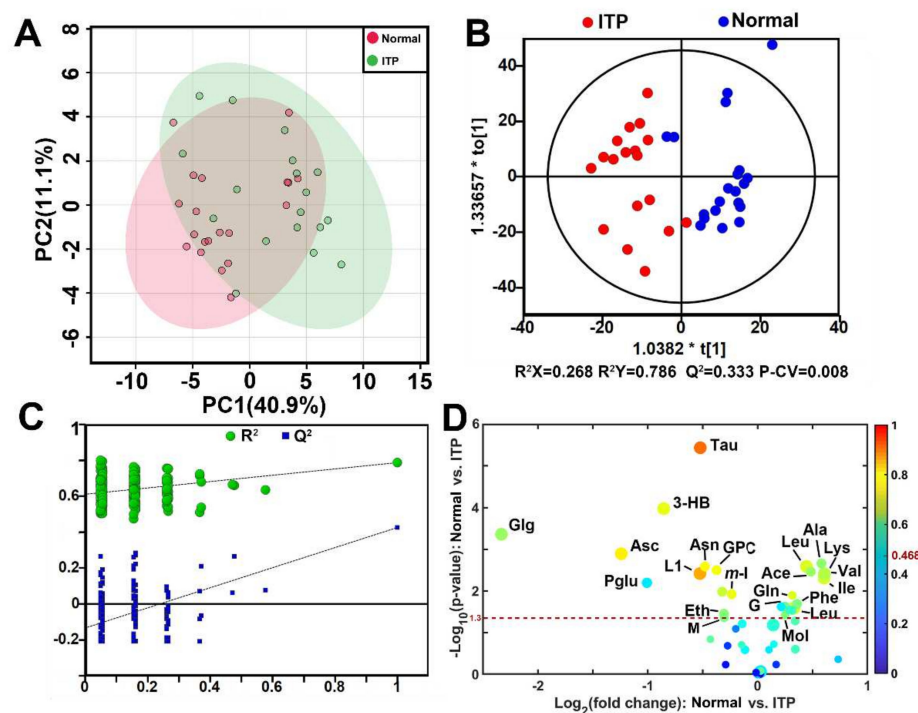 A
Normal
ITP
8
6
4
2
0
-2
-4
-6
PC2(11.1%)
-10
-5
0
5
10
15
PC1(40.9%)
B
ITP
Normal
40
20
0
-20
-40
1.33657 * to[1]
-40
-20
0
20
40
1.0382 * t[1]
R²X=0.268 R²Y=0.786 Q²=0.333 P-CV=0.008
C
R²
Q²
1
0.6
0.2
0
-0.2
0
0.2
0.4
0.6
0.8
1
D
6
5
4
3
2
1.3
1
0
-Log10(p-value): Normal vs. ITP
Tau
3-HB
Glg
Asc
Asn
GPC
L1
Pglu
m-I
Eth
M
Leu
Ala
Lys
Ace
Val
Ile
Gln
G
Phe
Leu
Mol
-2
-1
0
1
Log2(fold change): Normal vs. ITP
1
0.8
0.6
0.468
0.4
0.2
0